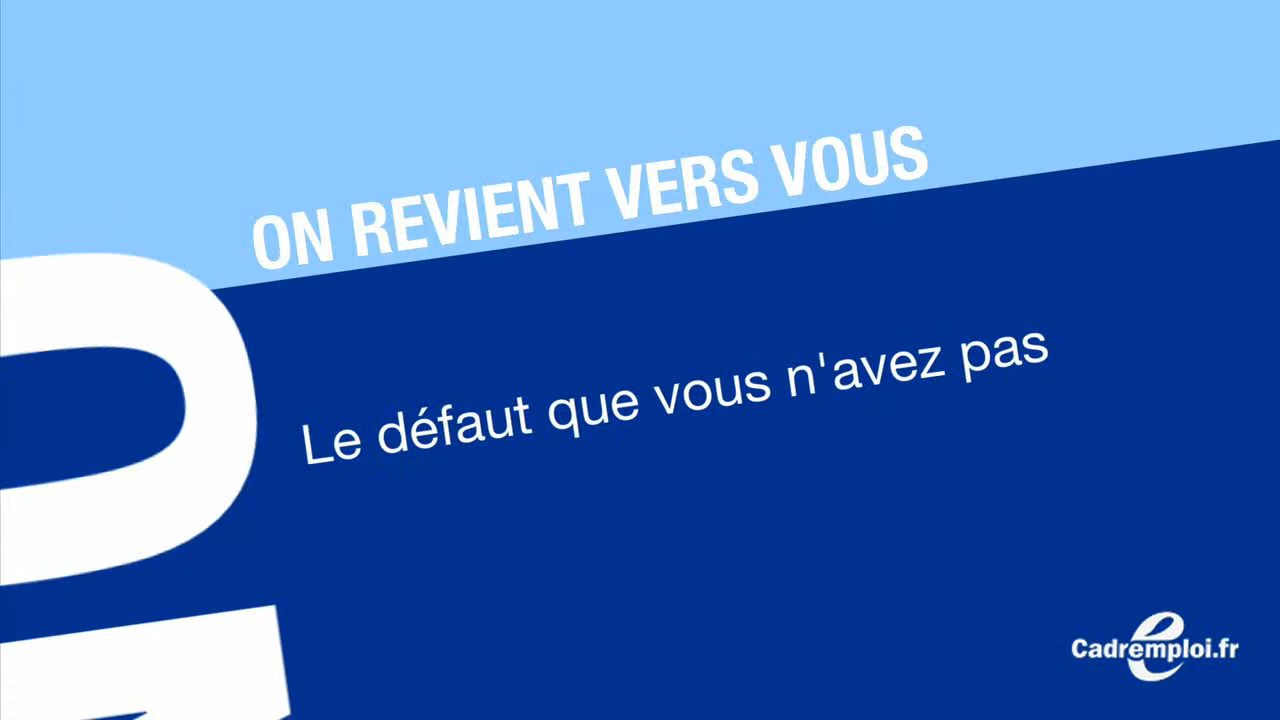 ON REVIENT VERS VOUS
Le défaut que vous n'avez pas
Cadremploi.fr